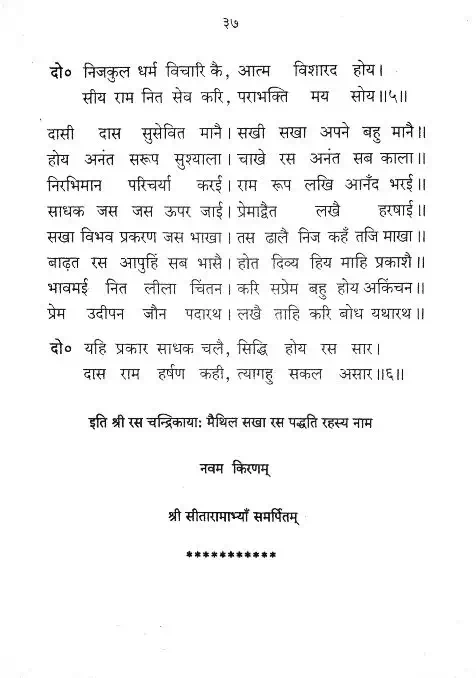 ३७
दो० निजकुल धर्म विचारि कै, आत्म विशारद होय।
सीय राम नित सेव करि, पराभक्ति मय सोय॥५॥
दासी दास सुसेवित मानै। सखी सखा अपने बहु मानै॥
होय अनंत सरूप सुश्याला। चाखे रस अनंत सब काला॥
निरभिमान परिचर्या करई। राम रूप लखि आनँद भरई॥
साधक जस जस ऊपर जाई। प्रेमाद्वैत लखै हरषाई॥
सखा विभव प्रकरण जस भाखा। तस ढालै निज कहँ तजि माखा॥
बाढ़त रस आपुहिं सब भासै। होत दिव्य हिय माहि प्रकाशै॥
भावमई नित लीला चिंतन। करि सप्रेम बहु होय अकिंचन॥
प्रेम उदीपन जौन पदारथ। लखै ताहि करि बोध यथारथ॥
दो० यहि प्रकार साधक चलै, सिद्धि होय रस सार।
दास राम हर्षण कही, त्यागहु सकल असार॥६॥
इति श्री रस चन्द्रिकायाः मैथिल सखा रस पद्धति रहस्य नाम
नवम किरणम्
श्री सीतारामाभ्याँ समर्पितम्
***********